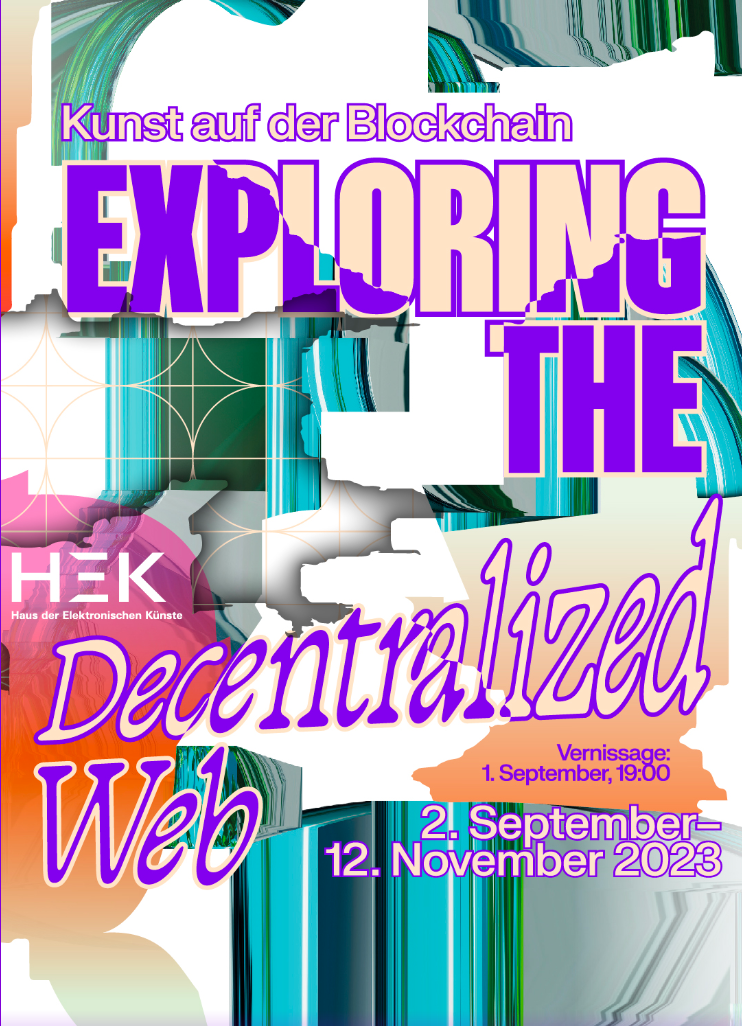 Kunst auf der Blockchain
EXPLORING
THE
HEK
Haus der Elektronischen Künste
Decentralized
Web
Vernissage:
1. September, 19:00
2. September–
12. November 2023